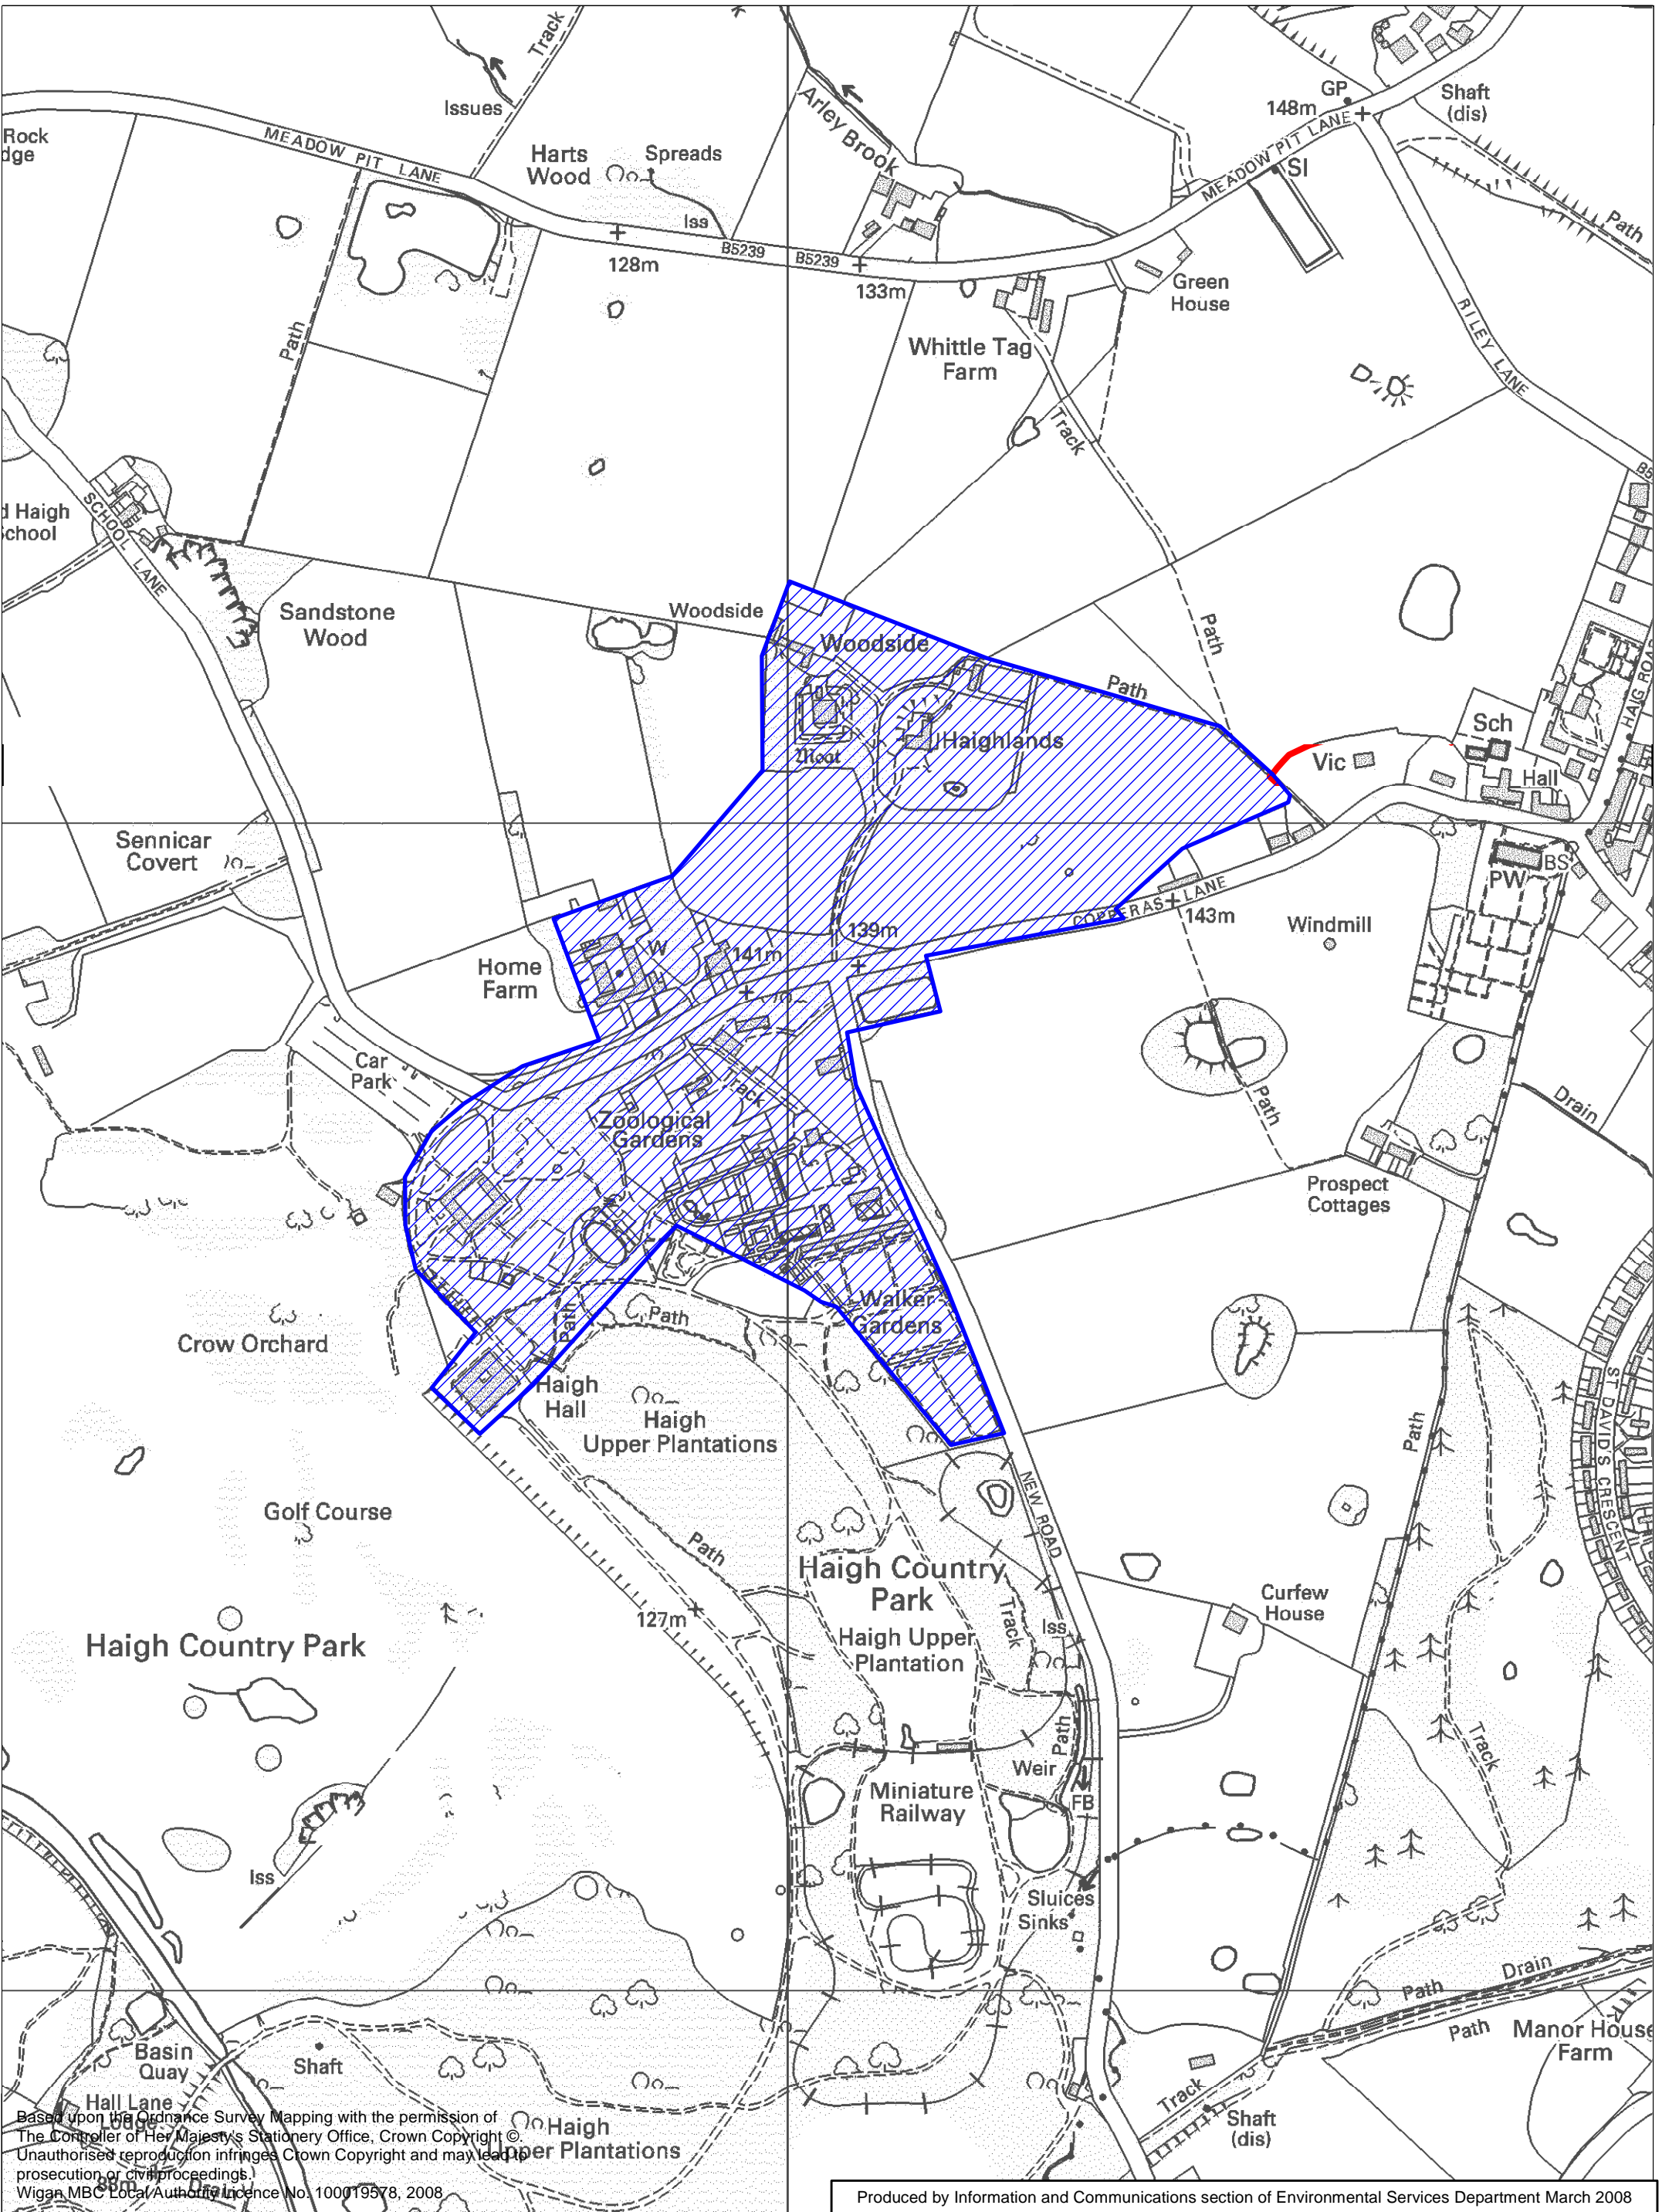 Track
Issues
Rock
dge
MEADOW PIT LANE
Harts
Wood
Spreads
Iss
Arley Brook
B5239
B5239
128m
133m
148m
GP
MEADOW PIT LANE
SI
Shaft
(dis)
Path
Green
House
Whittle Tag
Farm
Track
RILEY LANE
B5
Path
d Haigh
School
SCHOOL LANE
Sandstone
Wood
Woodside
Woodside
Path
Path
Moat
Haighlands
Vic
Sch
Hall
HAIG ROAD
Sennicar
Covert
BS
PW
COPPERAS LANE
143m
139m
141m
W
Windmill
Home
Farm
Car
Park
Track
Zoological
Gardens
Path
Drain
Prospect
Cottages
Crow Orchard
Path
Path
Walker
Gardens
Haigh
Hall
Haigh
Upper Plantations
Golf Course
Path
NEW ROAD
Path
ST DAVID'S CRESCENT
Haigh Country
Park
127m
Haigh Country Park
Haigh Upper
Plantation
Track
Iss
Curfew
House
Path
Weir
FB
Miniature
Railway
Track
Iss
Sluices
Sinks
Drain
Path
Path
Manor House
Farm
Basin
Quay
Shaft
Hall Lane
Lodge
Haigh
Upper Plantations
Track
Shaft
(dis)
88m
Drain
Based upon the Ordnance Survey Mapping with the permission of
The Controller of Her Majesty's Stationery Office, Crown Copyright ©.
Unauthorised reproduction infringes Crown Copyright and may lead to
prosecution or civil proceedings.
Wigan MBC Local Authority Licence No. 100019578, 2008
Produced by Information and Communications section of Environmental Services Department March 2008